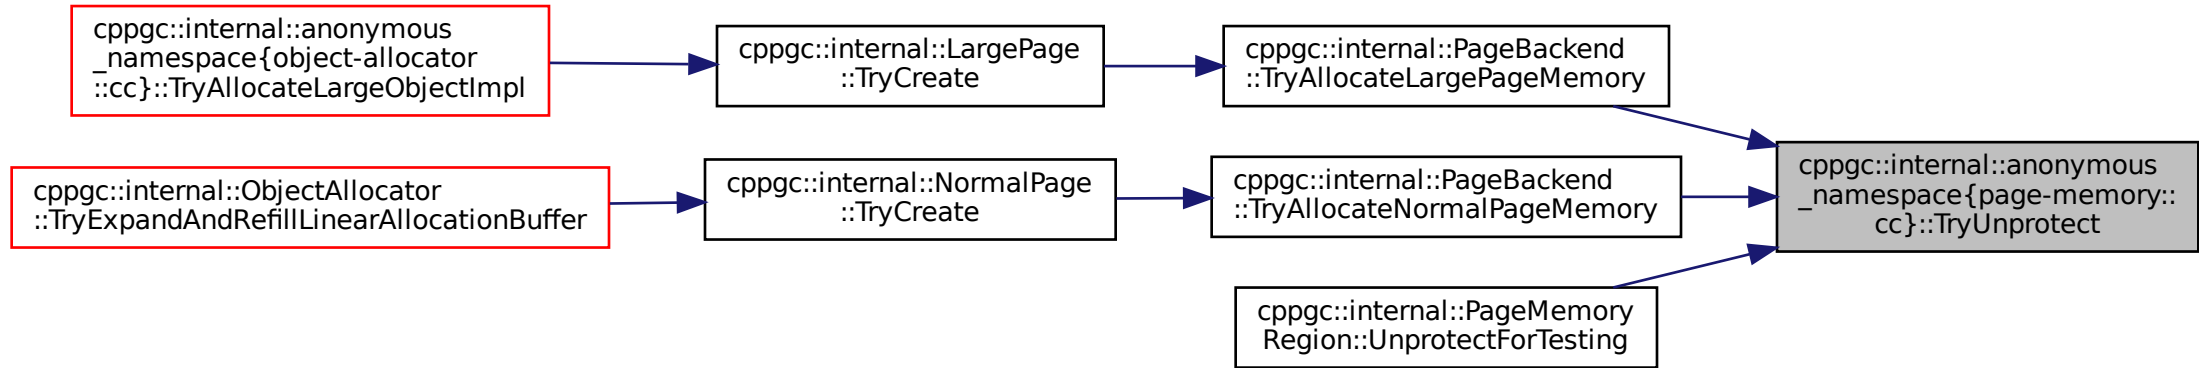 cppgc::internal::anonymous
_namespace{object-allocator
::cc}::TryAllocateLargeObjectImpl
cppgc::internal::LargePage
::TryCreate
cppgc::internal::PageBackend
::TryAllocateLargePageMemory
cppgc::internal::anonymous
_namespace{page-memory::
cc}::TryUnprotect
cppgc::internal::ObjectAllocator
::TryExpandAndRefillLinearAllocationBuffer
cppgc::internal::NormalPage
::TryCreate
cppgc::internal::PageBackend
::TryAllocateNormalPageMemory
cppgc::internal::PageMemory
Region::UnprotectForTesting